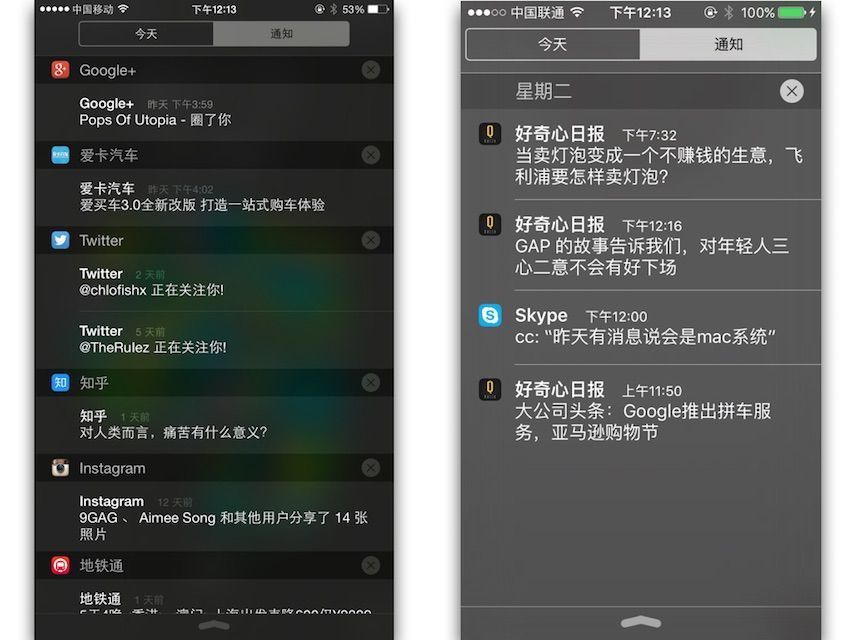 中国移动 下午12:13 53%
今天 通知
Google+
Google+ 昨天 下午3:59
Pops Of Utopia - 圈了你
爱卡汽车
爱卡汽车 昨天 下午4:02
爱买车3.0全新改版 打造一站式购车体验
Twitter
Twitter 2 天前
@chlofishx 正在关注你!
Twitter 5 天前
@TheRulez 正在关注你!
知 知乎
知乎 1 天前
对人类而言，痛苦有什么意义?
Instagram
Instagram 12 天前
9GAG 、 Aimee Song 和其他用户分享了 14 张
照片
地铁通
地铁通 1 天前
中国联通 下午12:13 100%
今天 通知
星期二
好奇心日报 下午7:32
当卖灯泡变成一个不赚钱的生意，飞
利浦要怎样卖灯泡?
好奇心日报 下午12:16
GAP 的故事告诉我们，对年轻人三
心二意不会有好下场
Skype 下午12:00
cc: “昨天有消息说会是mac系统”
好奇心日报 上午11:50
大公司头条：Google推出拼车服
务，亚马逊购物节